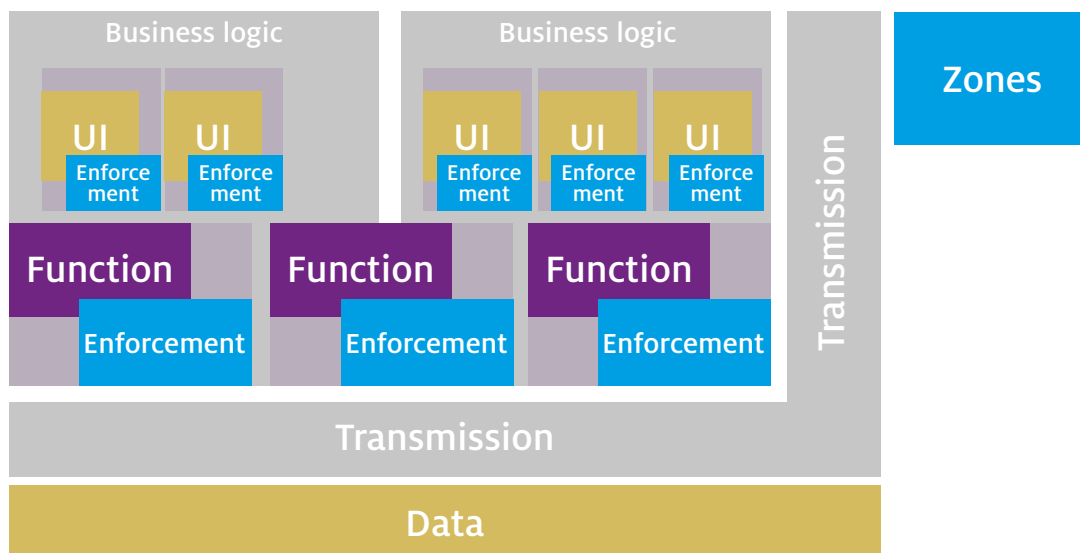 Business logic
Business logic
Zones
UI
UI
UI
UI
UI
Enforce
ment
Enforce
ment
Enforce
ment
Enforce
ment
Enforce
ment
Transmission
Function
Function
Function
Enforcement
Enforcement
Enforcement
Transmission
Data